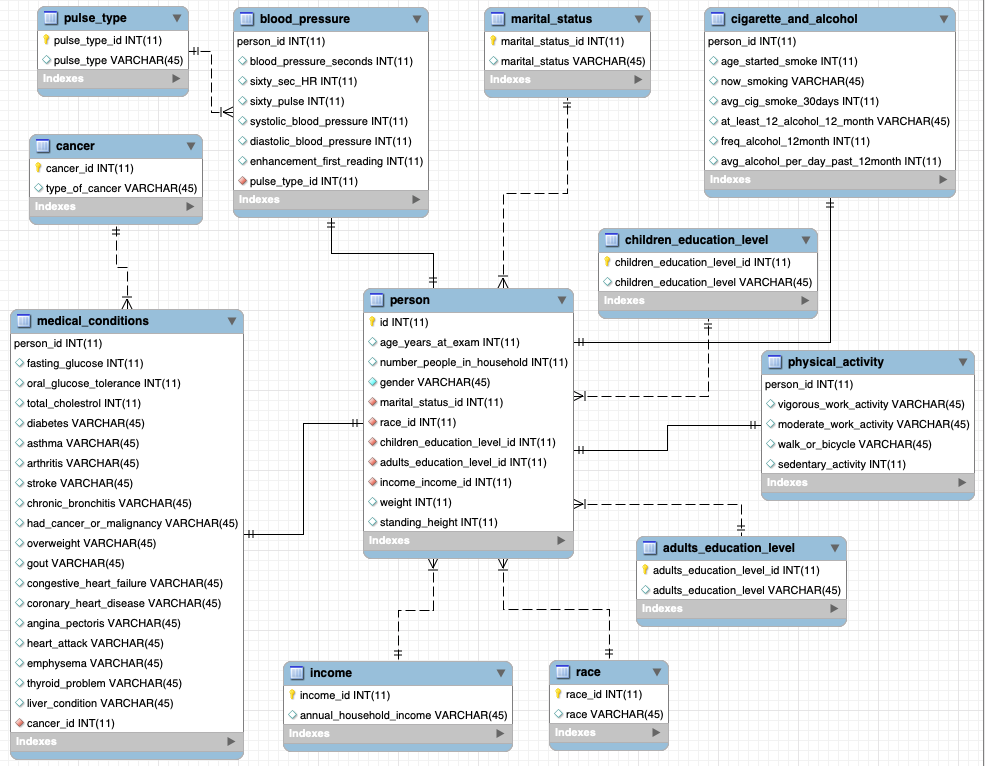 pulse_type
pulse_type_id INT(11)
pulse_type VARCHAR(45)
Indexes
blood_pressure
person_id INT(11)
blood_pressure_seconds INT(11)
sixty_sec_HR INT(11)
sixty_pulse INT(11)
systolic_blood_pressure INT(11)
diastolic_blood_pressure INT(11)
enhancement_first_reading INT(11)
pulse_type_id INT(11)
Indexes
marital_status
marital_status_id INT(11)
marital_status VARCHAR(45)
Indexes
cigarette_and_alcohol
person_id INT(11)
age_started_smoke INT(11)
now_smoking VARCHAR(45)
avg_cig_smoke_30days INT(11)
at_least_12_alcohol_12_month VARCHAR(45)
freq_alcohol_12month INT(11)
avg_alcohol_per_day_past_12month INT(11)
Indexes
cancer
cancer_id INT(11)
type_of_cancer VARCHAR(45)
Indexes
children_education_level
children_education_level_id INT(11)
children_education_level VARCHAR(45)
Indexes
medical_conditions
person_id INT(11)
fasting_glucose INT(11)
oral_glucose_tolerance INT(11)
total_cholestrol INT(11)
diabetes VARCHAR(45)
asthma VARCHAR(45)
arthritis VARCHAR(45)
stroke VARCHAR(45)
chronic_bronchitis VARCHAR(45)
had_cancer_or_malignancy VARCHAR(45)
overweight VARCHAR(45)
gout VARCHAR(45)
congestive_heart_failure VARCHAR(45)
coronary_heart_disease VARCHAR(45)
angina_pectoris VARCHAR(45)
heart_attack VARCHAR(45)
emphysema VARCHAR(45)
thyroid_problem VARCHAR(45)
liver_condition VARCHAR(45)
cancer_id INT(11)
Indexes
person
id INT(11)
age_years_at_exam INT(11)
number_people_in_household INT(11)
gender VARCHAR(45)
marital_status_id INT(11)
race_id INT(11)
children_education_level_id INT(11)
adults_education_level_id INT(11)
income_income_id INT(11)
weight INT(11)
standing_height INT(11)
Indexes
physical_activity
person_id INT(11)
vigorous_work_activity VARCHAR(45)
moderate_work_activity VARCHAR(45)
walk_or_bicycle VARCHAR(45)
sedentary_activity INT(11)
Indexes
adults_education_level
adults_education_level_id INT(11)
adults_education_level VARCHAR(45)
Indexes
income
income_id INT(11)
annual_household_income VARCHAR(45)
Indexes
race
race_id INT(11)
race VARCHAR(45)
Indexes